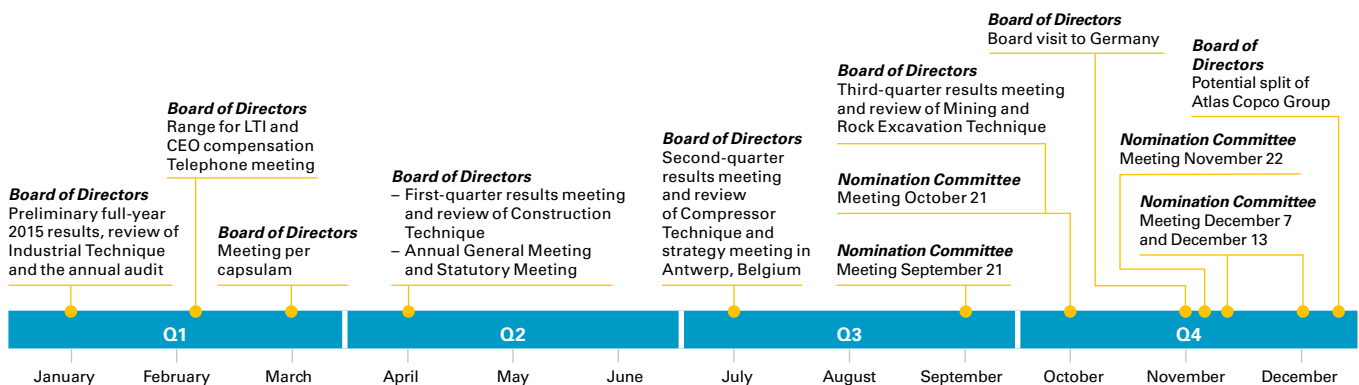 Board of Directors
Preliminary full-year
2015 results, review of
Industrial Technique
and the annual audit
Board of Directors
Range for LTI and
CEO compensation
Telephone meeting
Board of Directors
Meeting per
capsulam
Board of Directors
– First-quarter results meeting
and review of Construction
Technique
– Annual General Meeting
and Statutory Meeting
Board of Directors
Second-quarter
results meeting
and review
of Compressor
Technique and
strategy meeting in
Antwerp, Belgium
Board of Directors
Third-quarter results meeting
and review of Mining and
Rock Excavation Technique
Nomination Committee
Meeting October 21
Nomination Committee
Meeting September 21
Board of Directors
Board visit to Germany
Board of
Directors
Potential split of
Atlas Copco Group
Nomination Committee
Meeting November 22
Nomination Committee
Meeting December 7
and December 13
Q1
Q2
Q3
Q4
January
February
March
April
May
June
July
August
September
October
November
December